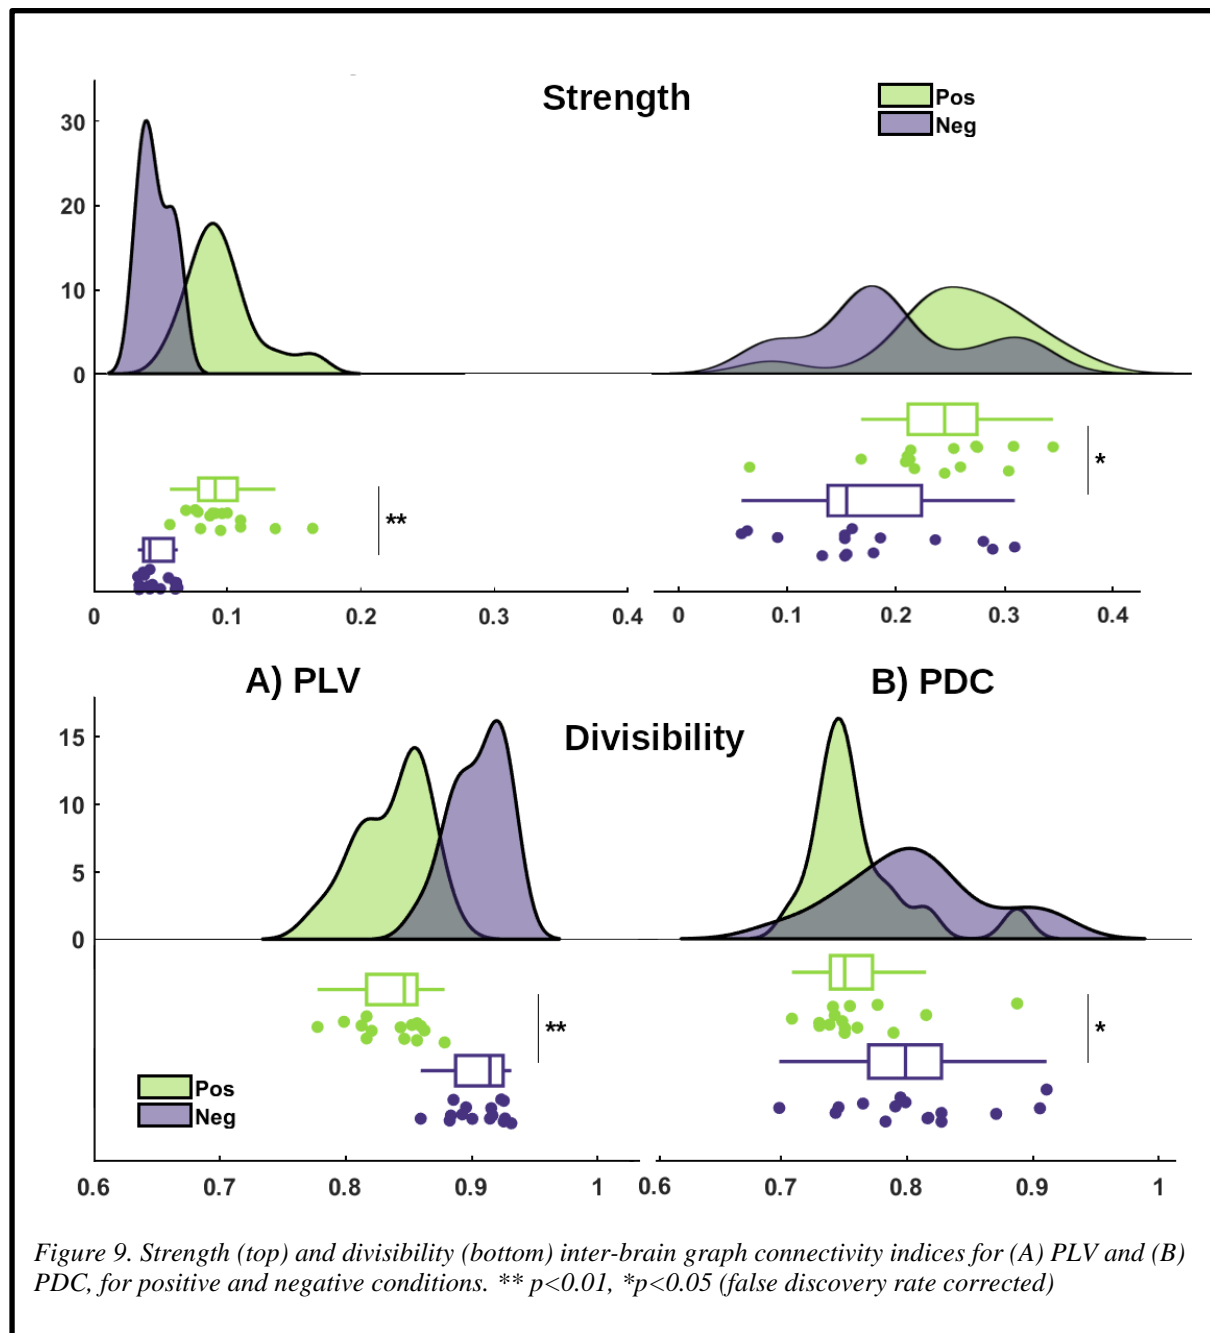 Strength
Pos
Neg
30
20
10
0
*
**
0 0.1 0.2 0.3 0.4
0 0.1 0.2 0.3 0.4
A) PLV
B) PDC
Divisibility
15
10
5
0
**
*
Pos
Neg
0.6 0.7 0.8 0.9 1
0.6 0.7 0.8 0.9 1
Figure 9. Strength (top) and divisibility (bottom) inter-brain graph connectivity indices for (A) PLV and (B)
PDC, for positive and negative conditions. ** p<0.01, *p<0.05 (false discovery rate corrected)